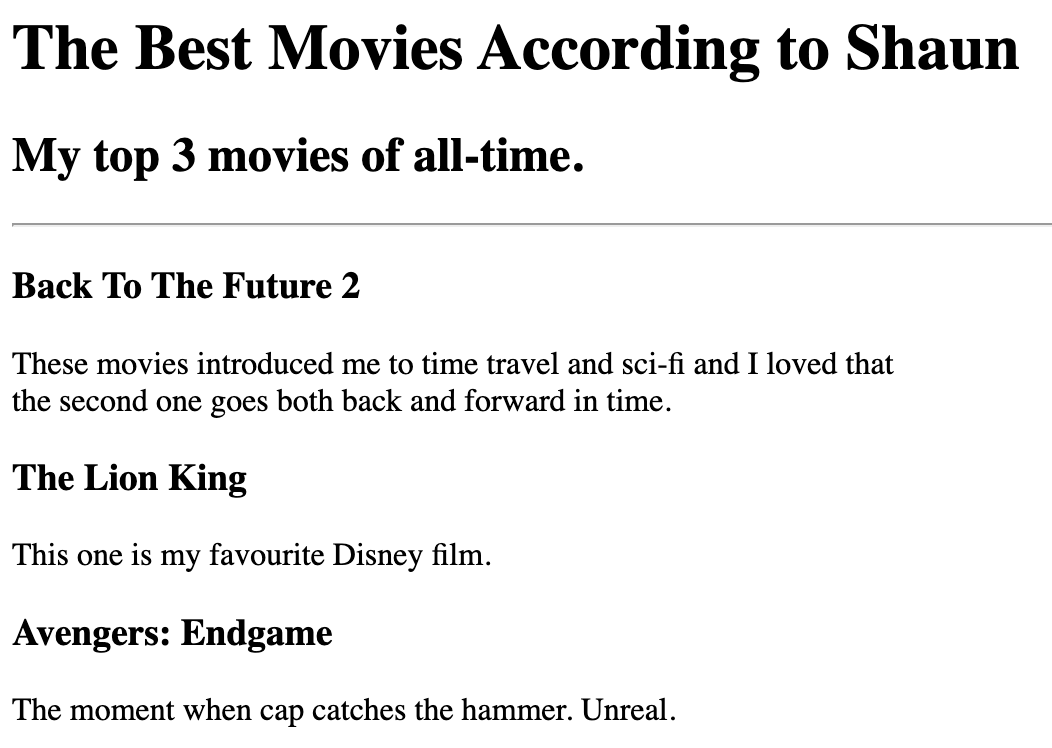 The Best Movies According to Shaun
My top 3 movies of all-time.
Back To The Future 2
These movies introduced me to time travel and sci-fi and I loved that
the second one goes both back and forward in time.
The Lion King
This one is my favourite Disney film.
Avengers: Endgame
The moment when cap catches the hammer. Unreal.